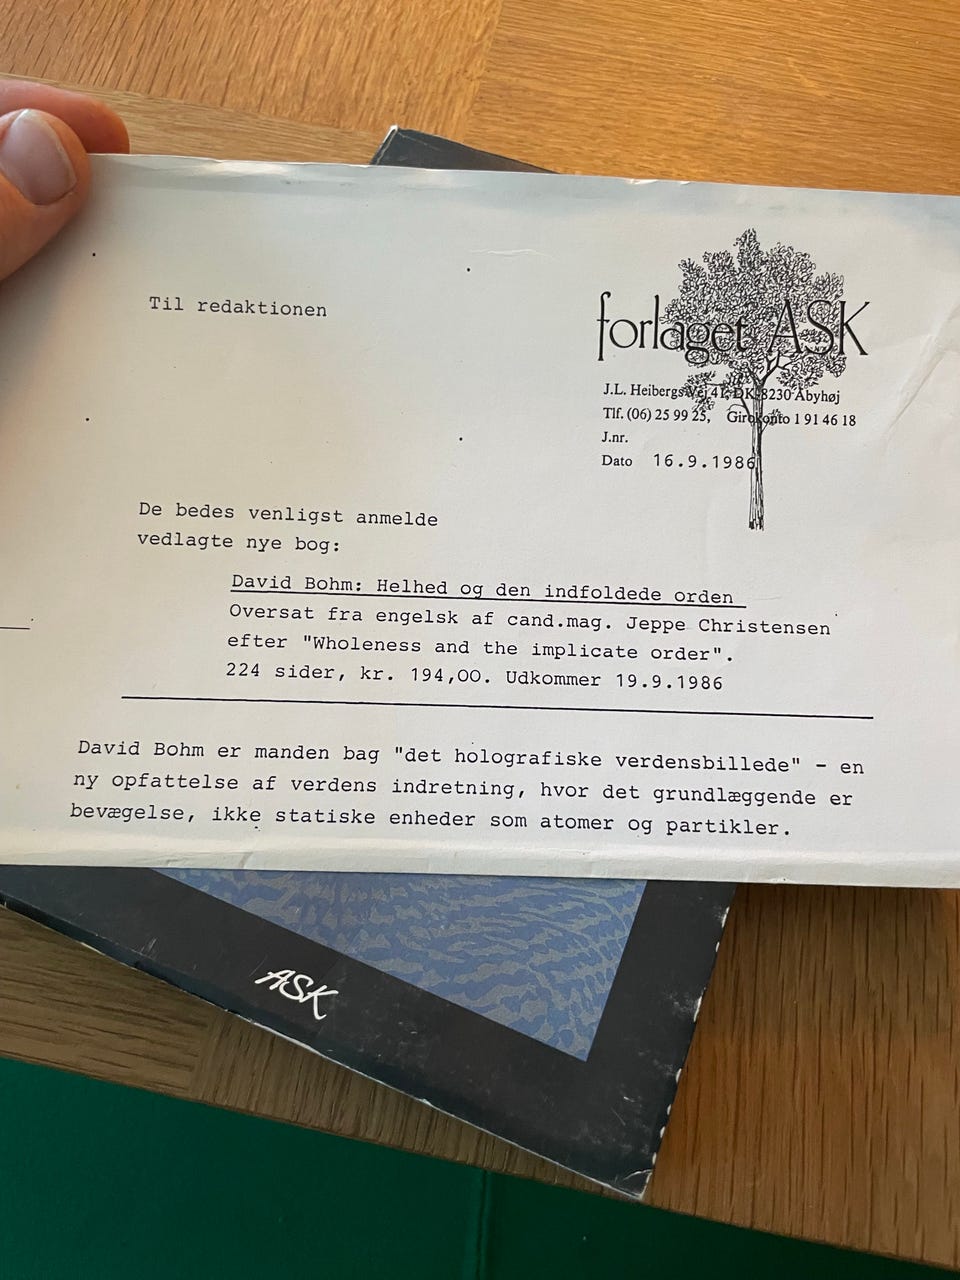 Til redaktionen
forlaget ASK
J.L. Heibergs Vej 41, DK-8230 Åbyhøj
Tlf. (06) 25 99 25, Girokonto 1 91 46 18
J.nr.
Dato 16.9.1986
De bedes venligst anmelde
vedlagte nye bog:
David Bohm: Helhed og den indfoldede orden
Oversat fra engelsk af cand.mag. Jeppe Christensen
efter "Wholeness and the implicate order".
224 sider, kr. 194,00. Udkommer 19.9.1986
David Bohm er manden bag "det holografiske verdensbillede" - en
ny opfattelse af verdens indretning, hvor det grundlæggende er
bevægelse, ikke statiske enheder som atomer og partikler.
ASK